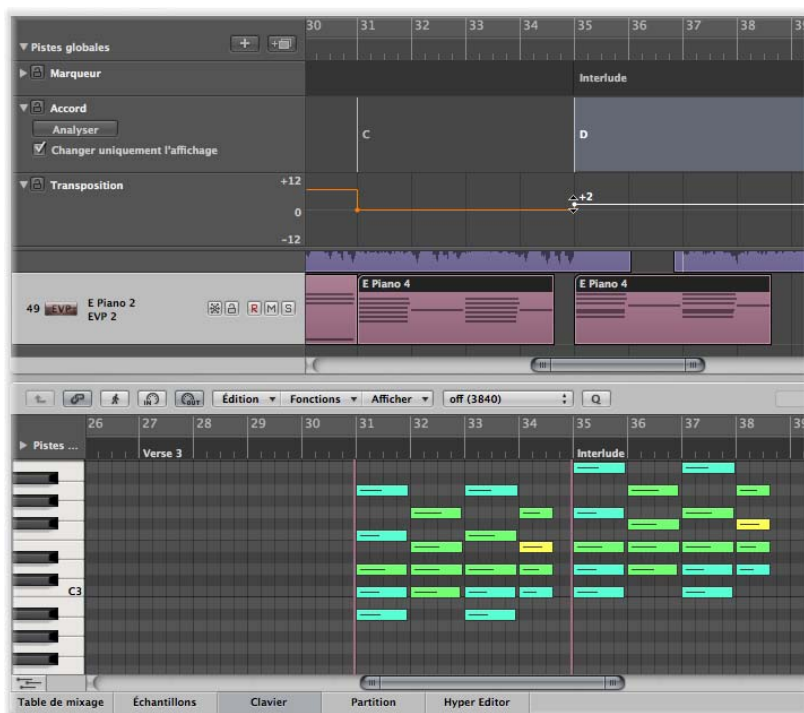 30 31 32 33 34 35 36 37 38
Pistes globales
Marqueur
Interlude
Accord
Analyser
Changer uniquement l'affichage
C
D
Transposition
+12
0
−12
+2
49 EVP E Piano 2
EVP 2
R M S
E Piano 4
E Piano 4
IN OUT Édition Fonctions Afficher off (3840) Q
26 27 28 29 30 31 32 33 34 35 36 37 38
Pistes ...
Verse 3
Interlude
C3
Table de mixage Échantillons Clavier Partition Hyper Editor